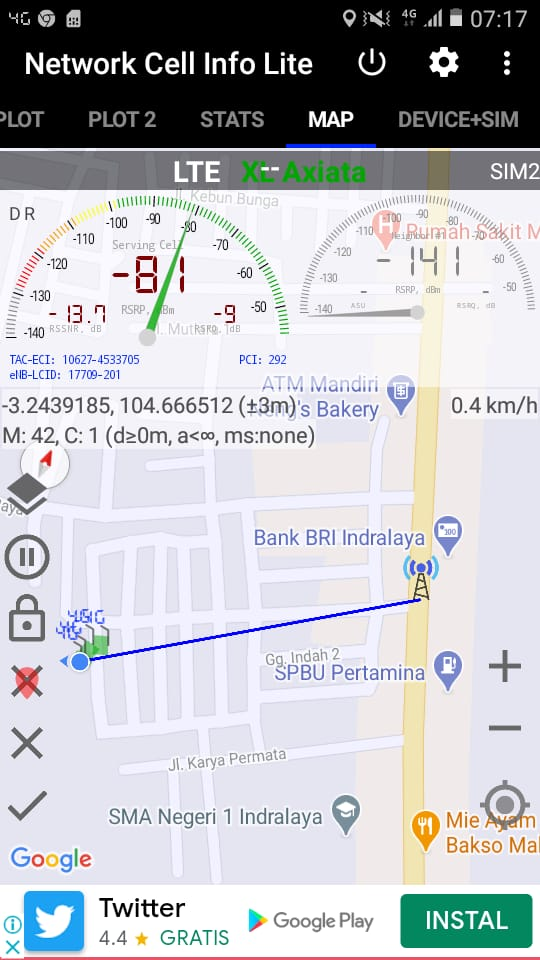 4G
4G
07:17
Network Cell Info Lite
PLOT
PLOT 2
STATS
MAP
DEVICE+SIM
LTE
XL Axiata
--
SIM2
Jl. Kebun Bunga
D R
-140
-130
-120
-110
-100
-90
-80
-70
-60
-50
Serving Cell
-81
RSRP, dBm
-13.7
RSSNR, dB
-9
RSRQ, dB
-140
-130
-120
-110
-100
-90
-80
-70
-60
-50
Rumah Sakit M
-141
RSRP, dBm
-
ASU
-
RSRQ, dB
TAC-ECI: 10627-4533705
PCI: 292
eNB-LCID: 17709-201
ATM Mandiri
-3.2439185, 104.666512 (±3m)
Bakery
0.4 km/h
M: 42, C: 1 (d≥0m, a<∞, ms:none)
Bank BRI Indralaya
4G
4G
Gg. Indah 2
SPBU Pertamina
Jl. Karya Permata
SMA Negeri 1 Indralaya
Mie Ayam
Bakso Mal
Google
Twitter
4.4 ★ GRATIS
Google Play
INSTAL